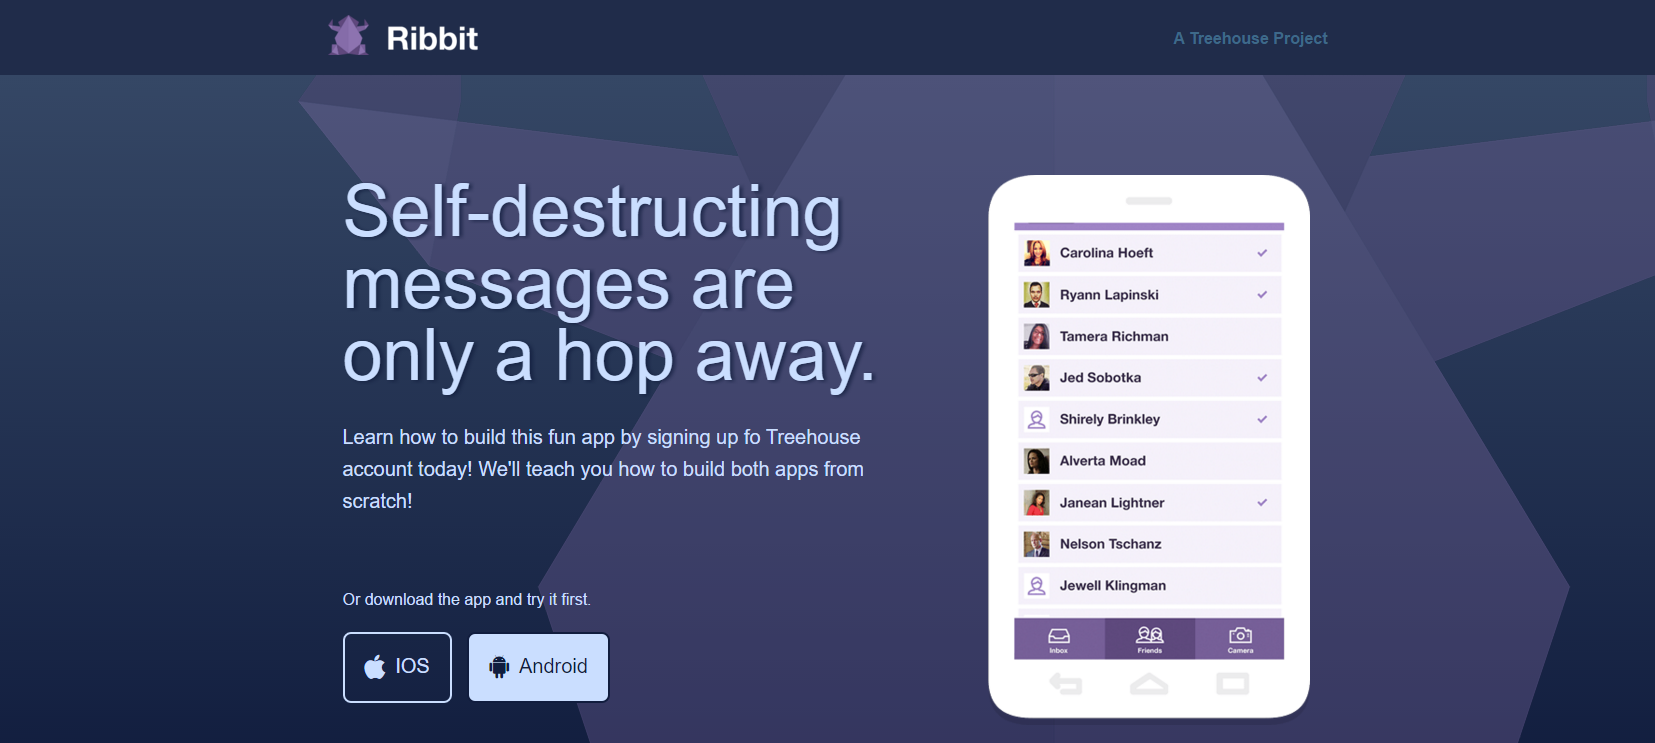 Ribbit
A Treehouse Project
Self-destructing
messages are
only a hop away.
Learn how to build this fun app by signing up fo Treehouse
account today! We'll teach you how to build both apps from
scratch!
Or download the app and try it first.
IOS
Android
Carolina Hoeft
Ryann Lapinski
Tamera Richman
Jed Sobotka
Shirely Brinkley
Alverta Moad
Janean Lightner
Nelson Tschanz
Jewell Klingman
Inbox
Friends
Camera